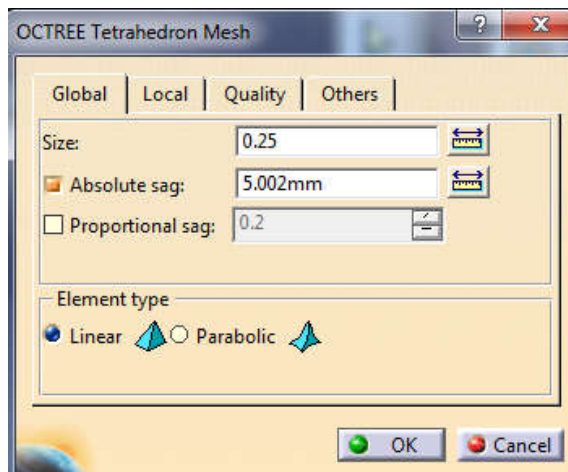 OCTREE Tetrahedron Mesh
? X
Global Local Quality Others
Size: 0.25
Absolute sag: 5.002mm
Proportional sag: 0.2
Element type
Linear Parabolic
OK Cancel